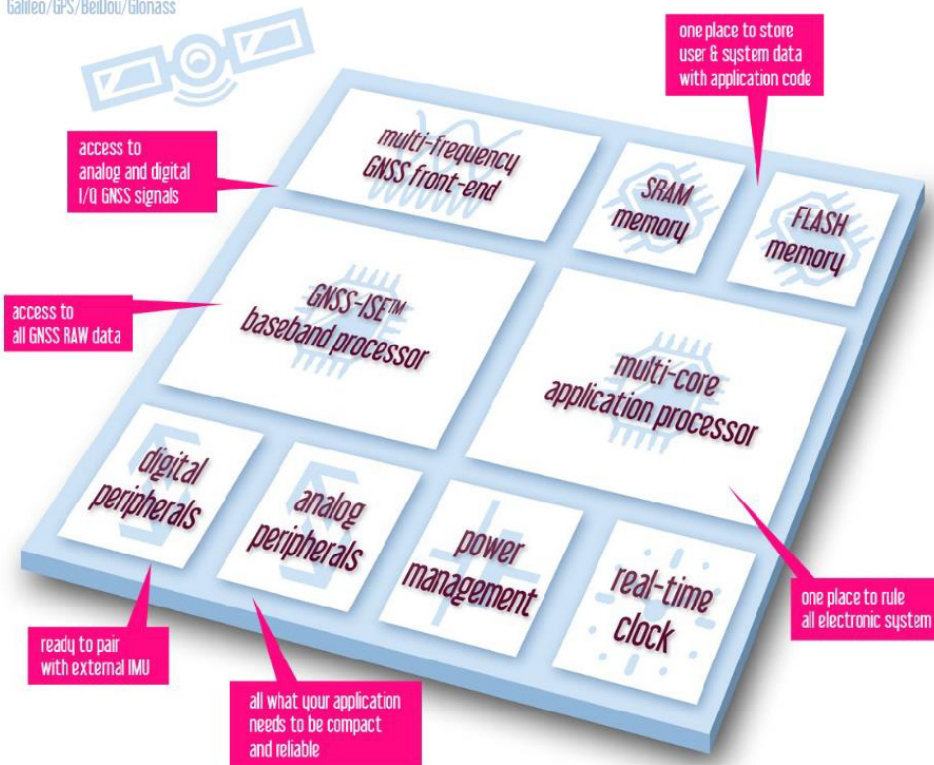 Galileo/GPS/BeiDou/Glonass
one place to store
user & system data
with application code
access to
analog and digital
I/Q GNSS signals
multi-frequency
GNSS front-end
SRAM
memory
FLASH
memory
access to
all GNSS RAW data
GNSS-ISE™
baseband processor
multi-core
application processor
digital
peripherals
analog
peripherals
power
management
real-time
clock
one place to rule
all electronic system
ready to pair
with external IMU
all what your application
needs to be compact
and reliable